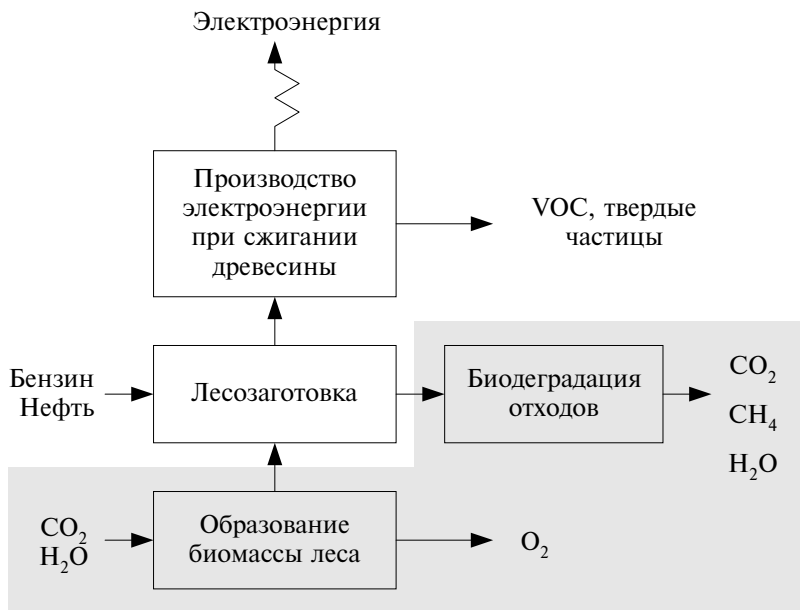 Электроэнергия
Производство
электроэнергии
при сжигании
древесины
VOC, твердые
частицы
Бензин
Нефть
Лесозаготовка
Биодеградация
отходов
CO₂
CH₄
H₂O
CO₂
H₂O
Образование
биомассы леса
O₂